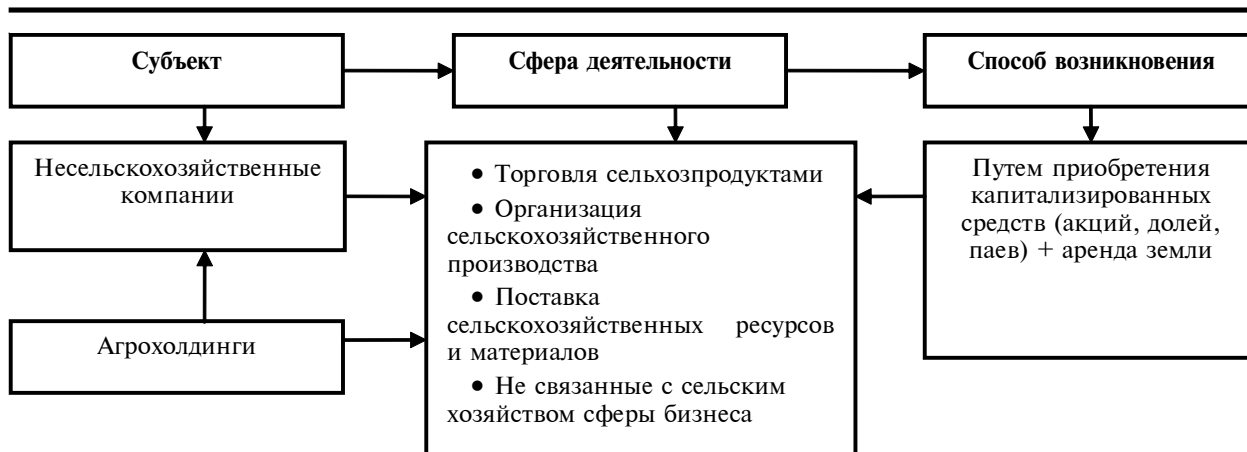 Субъект
Сфера деятельности
Способ возникновения
Несельскохозяйственные
компании
Агрохолдинги
• Торговля сельхозпродуктами
• Организация
сельскохозяйственного
производства
• Поставка
сельскохозяйственных ресурсов
и материалов
• Не связанные с сельским
хозяйством сферы бизнеса
Путем приобретения
капитализированных
средств (акций, долей,
паев) + аренда земли